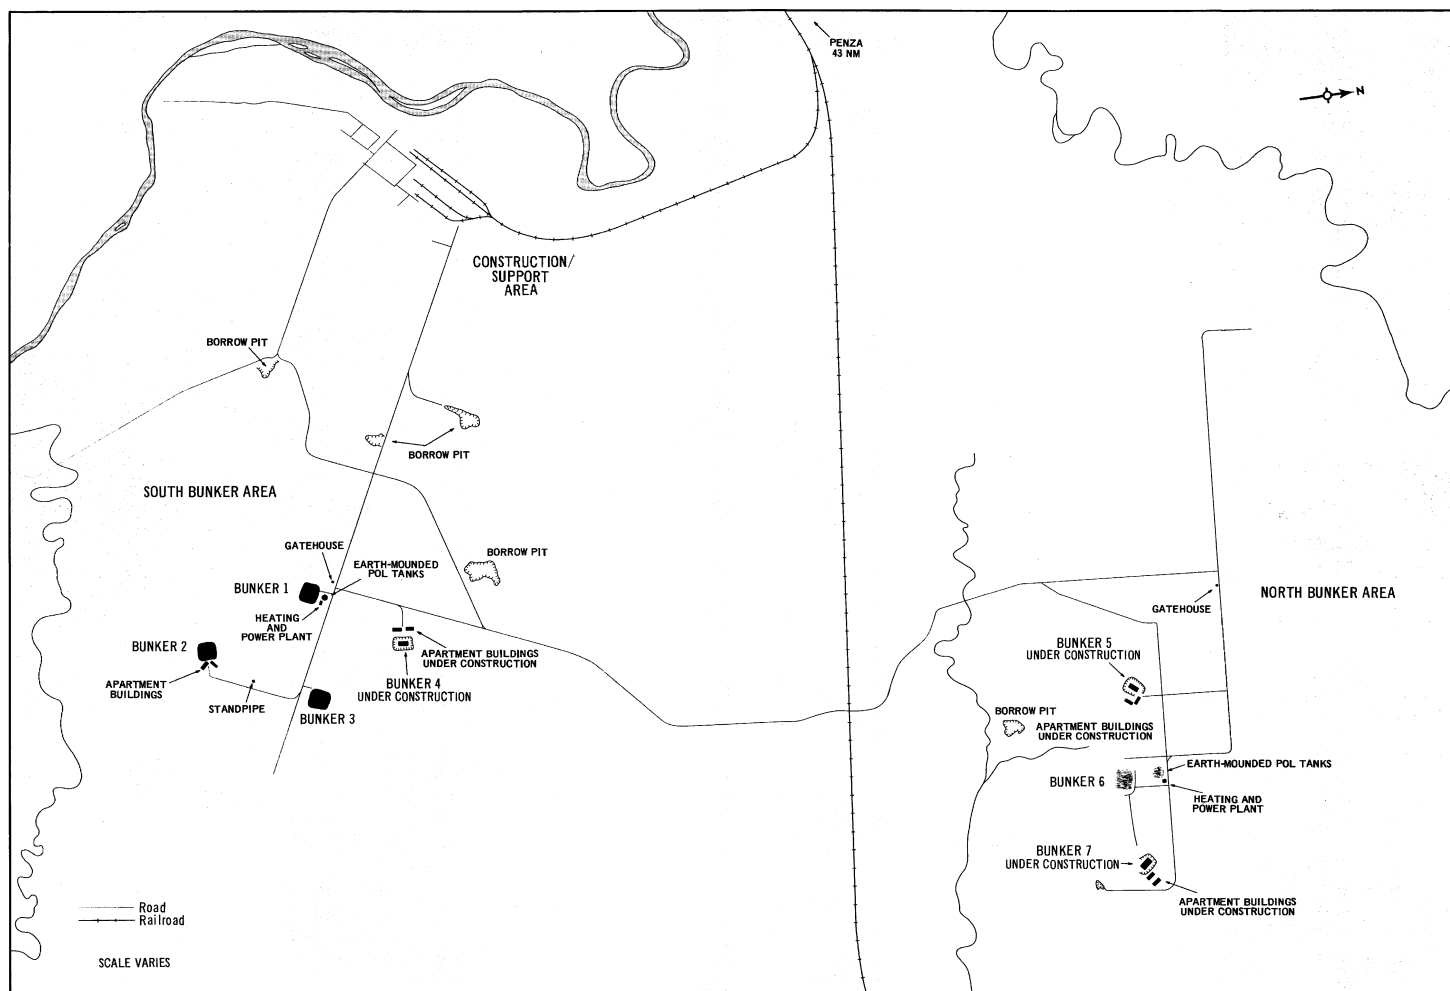 PENZA
43 NM
N
CONSTRUCTION/
SUPPORT
AREA
BORROW PIT
BORROW PIT
SOUTH BUNKER AREA
GATEHOUSE
EARTH-MOUNDED
POL TANKS
BORROW PIT
BUNKER 1
HEATING
AND
POWER PLANT
BUNKER 2
APARTMENT
BUILDINGS
STANDPIPE
BUNKER 3
APARTMENT BUILDINGS
UNDER CONSTRUCTION
BUNKER 4
UNDER CONSTRUCTION
NORTH BUNKER AREA
GATEHOUSE
BUNKER 5
UNDER CONSTRUCTION
BORROW PIT
APARTMENT BUILDINGS
UNDER CONSTRUCTION
EARTH-MOUNDED POL TANKS
BUNKER 6
HEATING AND
POWER PLANT
BUNKER 7
UNDER CONSTRUCTION
APARTMENT BUILDINGS
UNDER CONSTRUCTION
Road
Railroad
SCALE VARIES